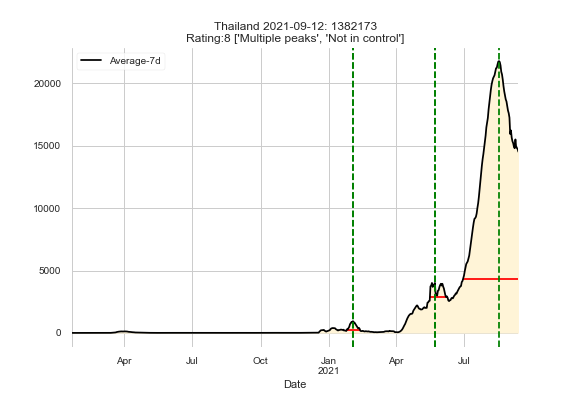 Thailand 2021-09-12: 1382173
Rating:8 ['Multiple peaks', 'Not in control']
Average-7d
20000
15000
10000
5000
0
Apr Jul Oct Jan Apr Jul
2021
Date